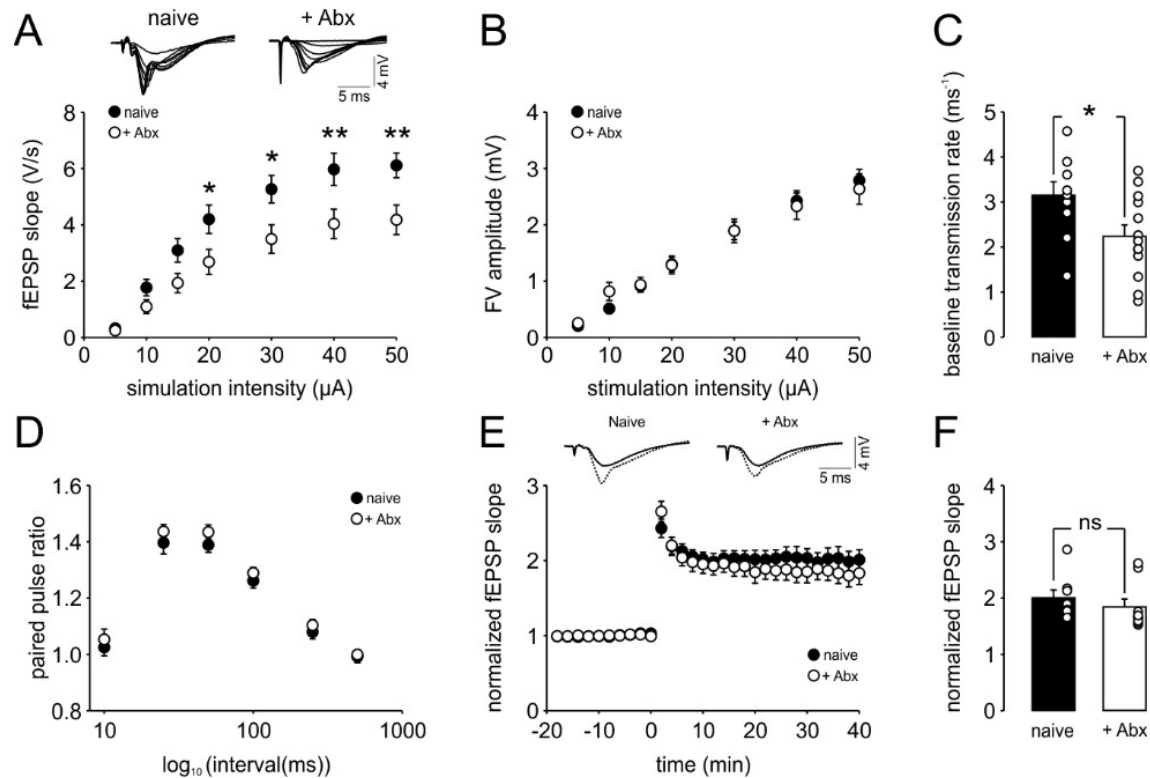 A
naive
+ Abx
4 mV
5 ms
naive
+ Abx
fEPSP slope (V/s)
8
6
4
2
0
* * ** **
0 10 20 30 40 50
simulation intensity (µA)
B
naive
+ Abx
FV amplitude (mV)
4
3
2
1
0
0 10 20 30 40 50
stimulation intensity (µA)
C
baseline transmission rate (ms⁻¹)
5
4
3
2
1
0
*
naive
+ Abx
D
naive
+ Abx
paired pulse ratio
1.6
1.4
1.2
1.0
0.8
10 100 1000
log₁₀ (interval(ms))
E
Naive
+ Abx
4 mV
5 ms
normalized fEPSP slope
3
2
1
0
naive
+ Abx
-20 -10 0 10 20 30 40
time (min)
F
normalized fEPSP slope
4
3
2
1
0
ns
naive
+ Abx